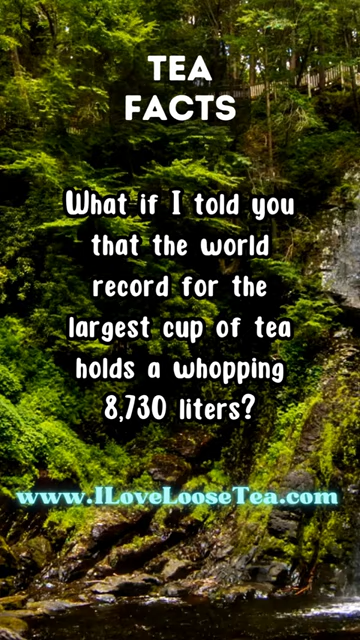 TEA
FACTS
What if I told you
that the world
record for the
largest cup of tea
holds a whopping
8,730 liters?
www.ILoveLooseTea.com